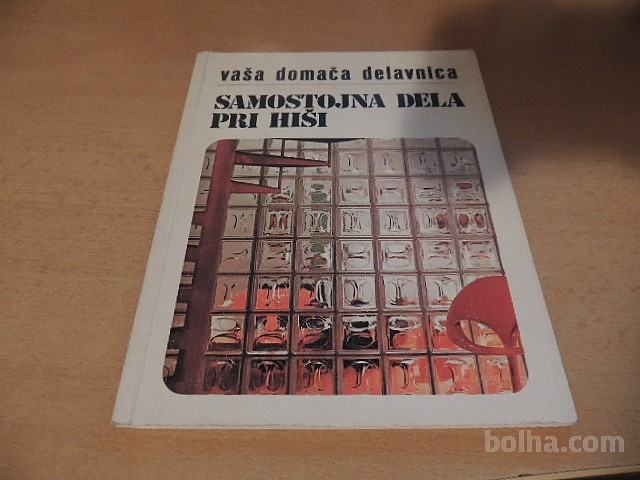 vaša domača delavnica
SAMOSTOJNA DELA
PRI HIŠI
bolha.com